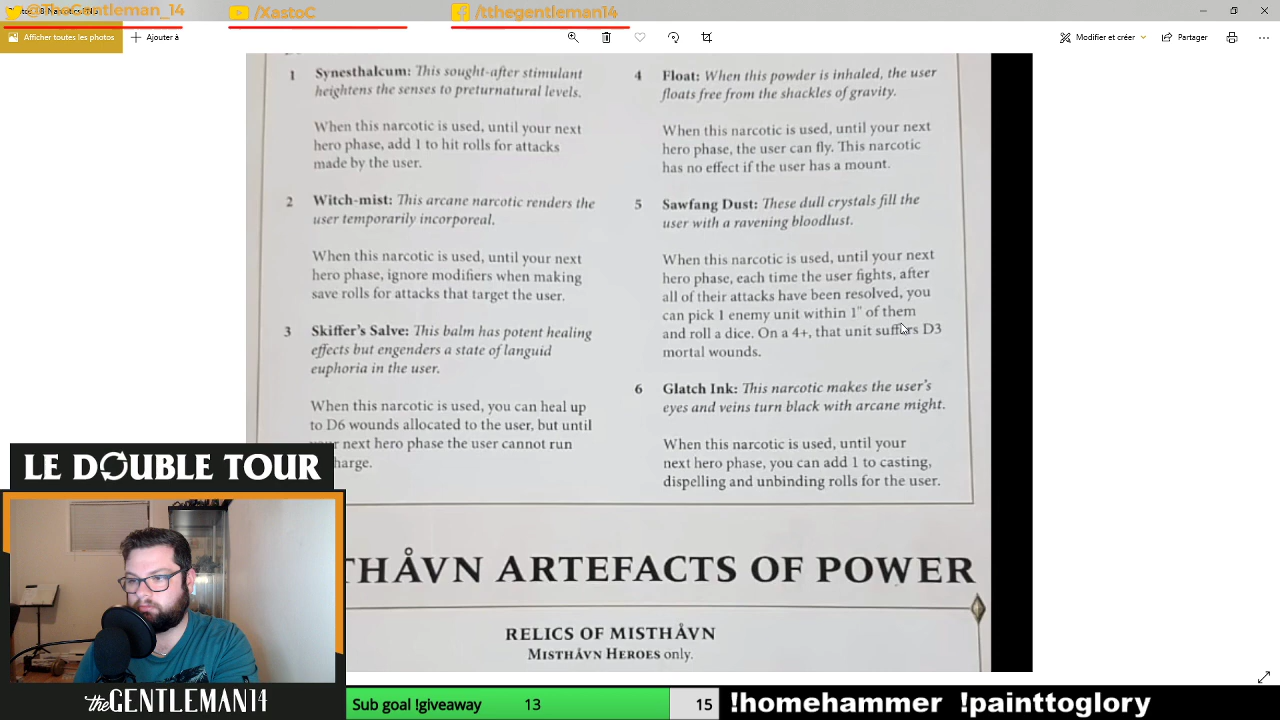 @TheGentleman_14
/XastoC
/tthegentleman14
Afficher toutes les photos
Ajouter à
Modifier et créer
Partager
1 Synesthalcum: This sought-after stimulant
heightens the senses to preturnatural levels.
When this narcotic is used, until your next
hero phase, add 1 to hit rolls for attacks
made by the user.
2 Witch-mist: This arcane narcotic renders the
user temporarily incorporeal.
When this narcotic is used, until your next
hero phase, ignore modifiers when making
save rolls for attacks that target the user.
3 Skiffer's Salve: This balm has potent healing
effects but engenders a state of languid
euphoria in the user.
When this narcotic is used, you can heal up
to D6 wounds allocated to the user, but until
your next hero phase the user cannot run
harge.
4 Float: When this powder is inhaled, the user
floats free from the shackles of gravity.
When this narcotic is used, until your next
hero phase, the user can fly. This narcotic
has no effect if the user has a mount.
5 Sawfang Dust: These dull crystals fill the
user with a ravening bloodlust.
When this narcotic is used, until your next
hero phase, each time the user fights, after
all of their attacks have been resolved, you
can pick 1 enemy unit within 1" of them
and roll a dice. On a 4+, that unit suffers D3
mortal wounds.
6 Glatch Ink: This narcotic makes the user's
eyes and veins turn black with arcane might.
When this narcotic is used, until your
next hero phase, you can add 1 to casting,
dispelling and unbinding rolls for the user.
THÅVN ARTEFACTS OF POWER
RELICS OF MISTHÅVN
MISTHÅVN HEROES only.
LE DOUBLE TOUR
theGENTLEMAN14
Sub goal !giveaway 13 15
!homehammer !painttoglory